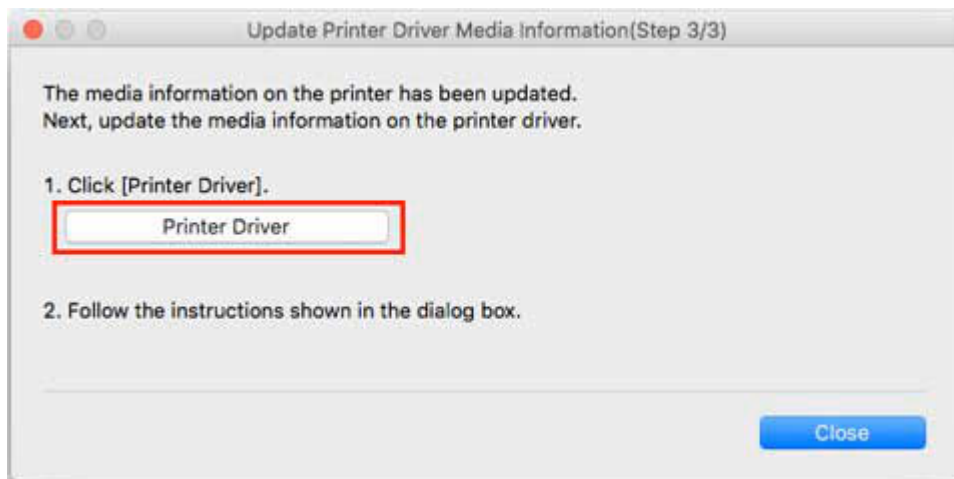 Update Printer Driver Media Information(Step 3/3)
The media information on the printer has been updated.
Next, update the media information on the printer driver.
1. Click [Printer Driver].
Printer Driver
2. Follow the instructions shown in the dialog box.
Close